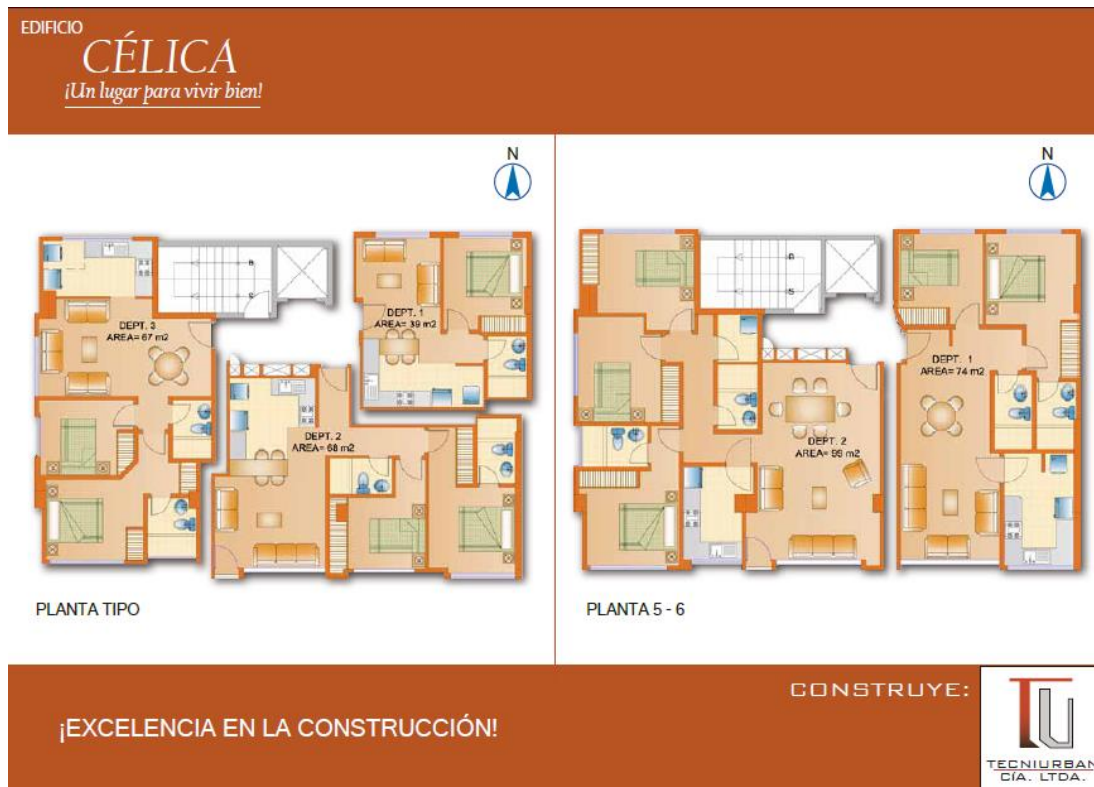 EDIFICIO
CÉLICA
¡Un lugar para vivir bien!
N
N
DEPT. 3
AREA= 67 m2
DEPT. 1
AREA= 39 m2
DEPT. 2
AREA= 68 m2
DEPT. 1
AREA= 74 m2
DEPT. 2
AREA= 99 m2
PLANTA TIPO
PLANTA 5 - 6
CONSTRUYE:
¡EXCELENCIA EN LA CONSTRUCCIÓN!
TU
TECNIURBAN
CÍA. LTDA.